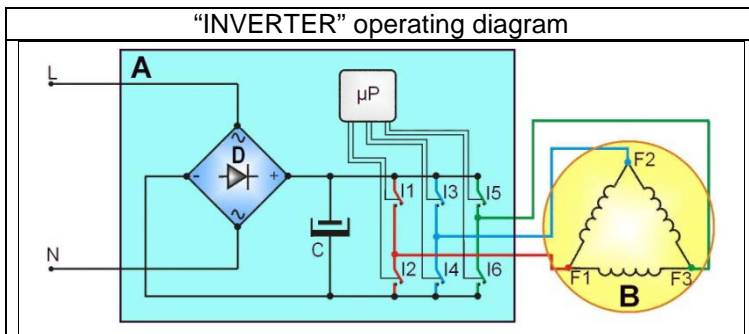 “INVERTER” operating diagram
A
L
µP
D
~
- +
~
C
N
I1 I3 I5
I2 I4 I6
F2
F1 F3
B